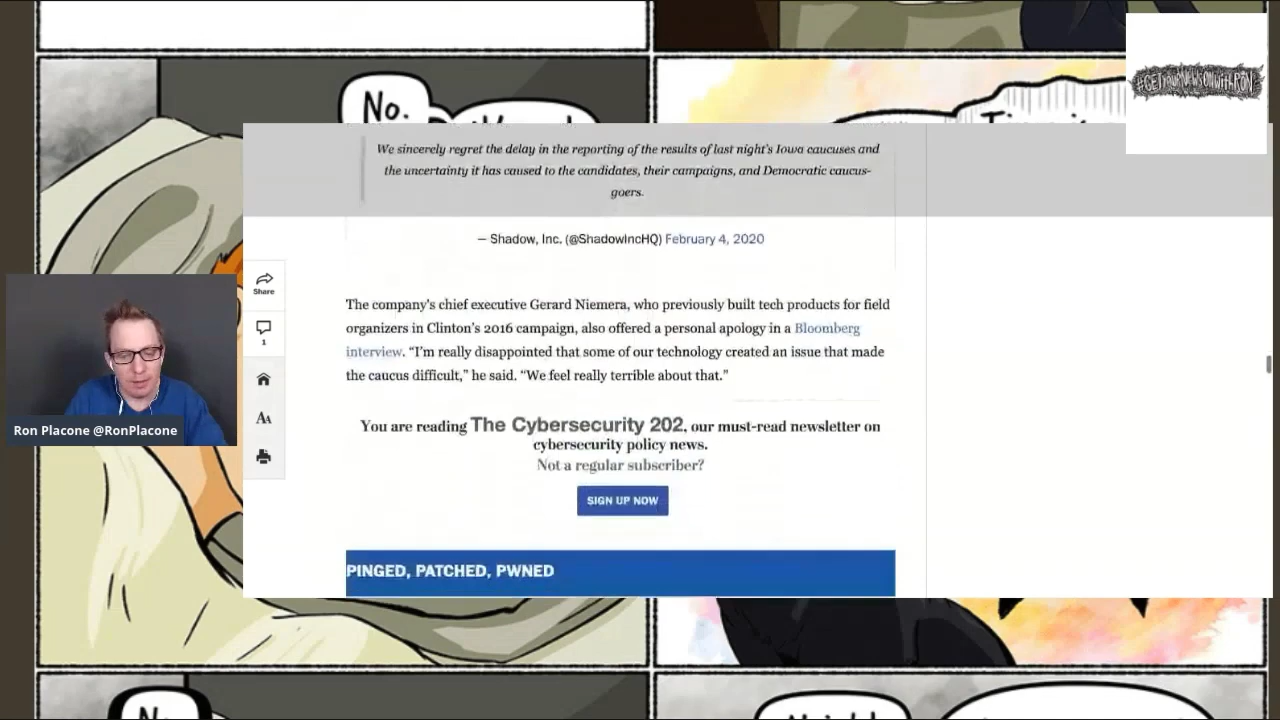 No.
#GETYOURNEWSONWITHRON
We sincerely regret the delay in the reporting of the results of last night's Iowa caucuses and
the uncertainty it has caused to the candidates, their campaigns, and Democratic caucus-
goers.
— Shadow, Inc. (@ShadowIncHQ) February 4, 2020
Share
1
AA
The company's chief executive Gerard Niemera, who previously built tech products for field
organizers in Clinton's 2016 campaign, also offered a personal apology in a Bloomberg
interview. “I'm really disappointed that some of our technology created an issue that made
the caucus difficult,” he said. “We feel really terrible about that.”
Ron Placone @RonPlacone
You are reading The Cybersecurity 202, our must-read newsletter on
cybersecurity policy news.
Not a regular subscriber?
SIGN UP NOW
PINGED, PATCHED, PWNED